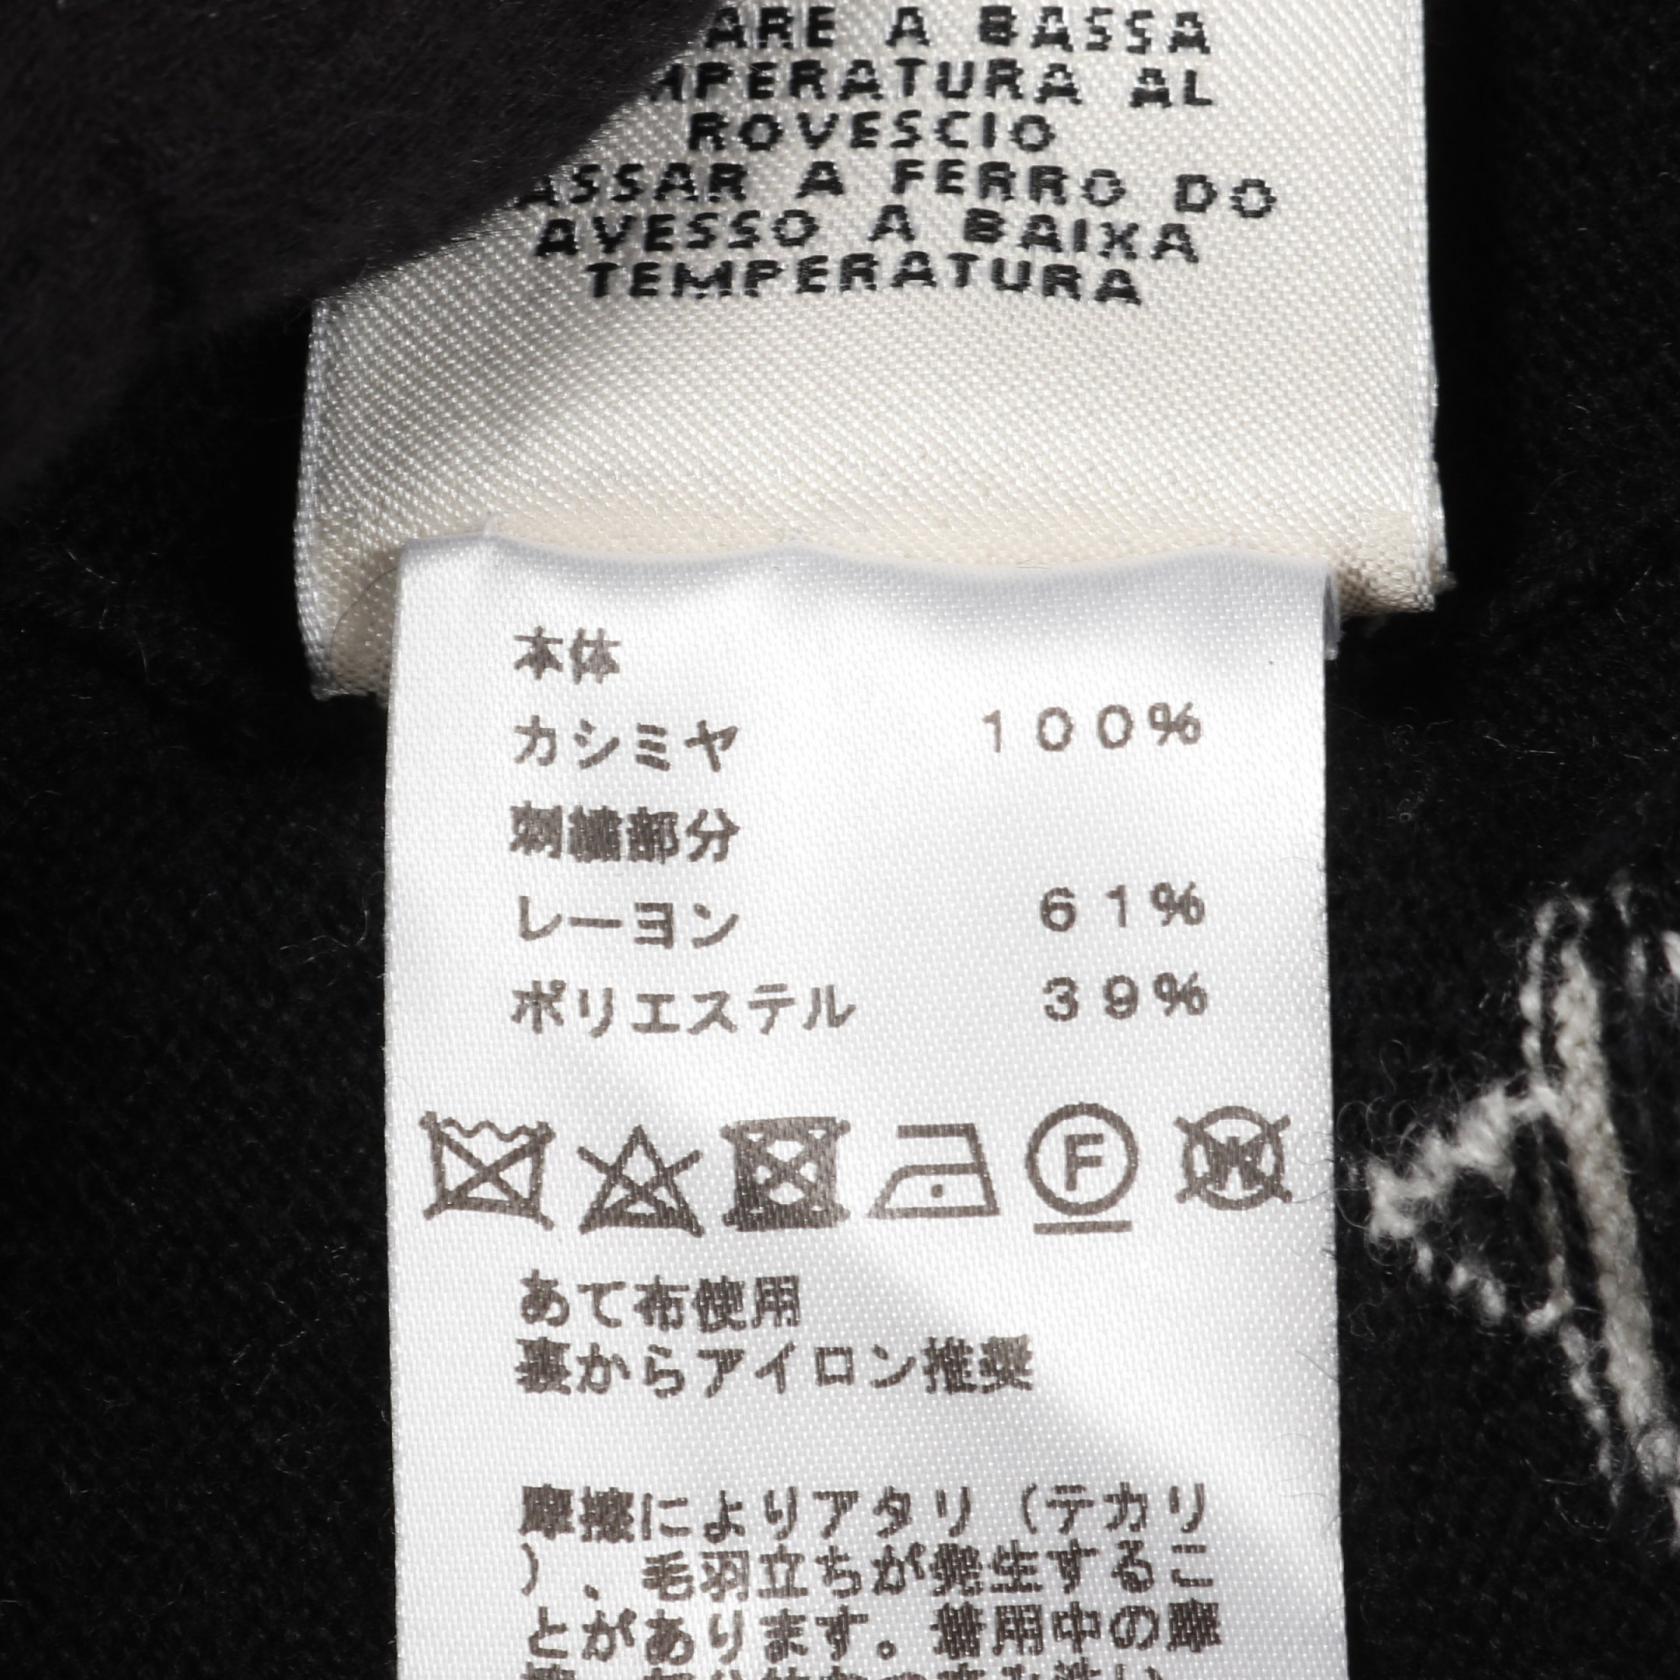 ARE A BASSA
MPERATURA AL
ROVESCIO
ASSAR A FERRO DO
AVESSO A BAIXA
TEMPERATURA
本体
カシミヤ 100%
刺繍部分
レーヨン 61%
ポリエステル 39%
F
W
あて布使用
裏からアイロン推奨
摩擦によりアタリ（テカリ
）、毛羽立ちが発生するこ
とがあります。着用中の摩